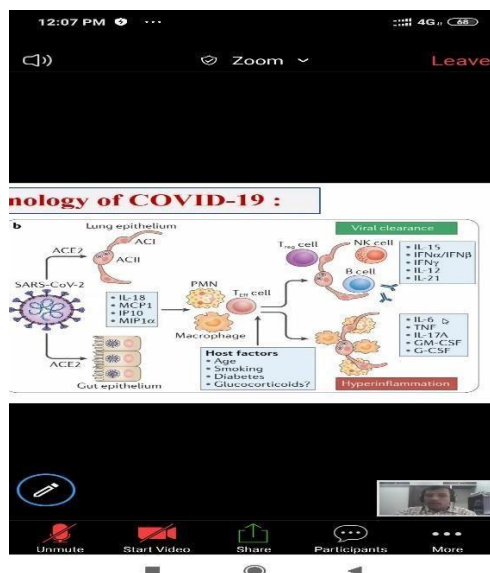 12:07 PM
4G 68
Zoom
Leave
nology of COVID-19 :
b
Lung epithelium
ACE2
ACI
ACII
SARS-CoV-2
ACE2
Gut epithelium
• IL-18
• MCP1
• IP10
• MIP1α
PMN
Macrophage
T cell
Host factors
• Age
• Smoking
• Diabetes
• Glucocorticoids?
Viral clearance
Treg cell
NK cell
B cell
• IL-15
• IFNα/IFNβ
• IFNγ
• IL-12
• IL-21
• IL-6
• TNF
• IL-17A
• GM-CSF
• G-CSF
Hyperinflammation
Unmute
Start Video
Share
Participants
More